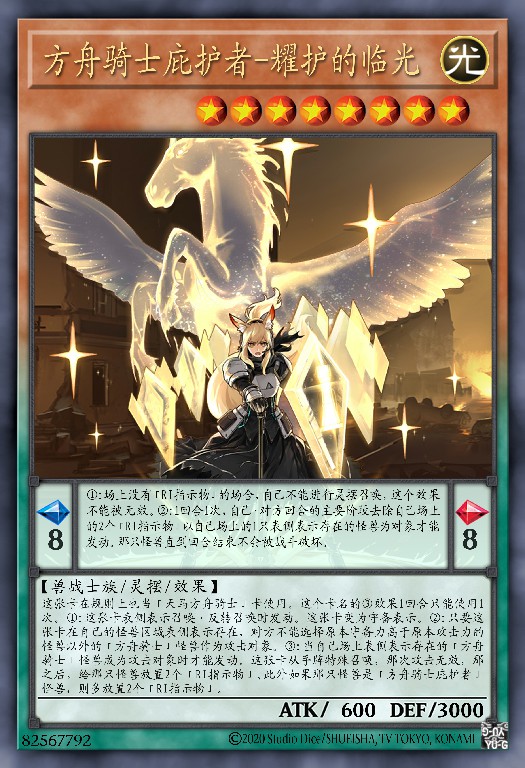 方舟骑士庇护者-耀护的临光
光
①:场上没有「RI指示物」的场合,自己不能进行灵摆召唤,这个效果
不能被无效。②:1回合1次,自己·对方回合的主要阶段去除自己场上
的2个「RI指示物」以自己场上的1只表侧表示存在的怪兽为对象才能
发动。那只怪兽直到回合结束不会被战斗破坏。
8
8
【兽战士族/灵摆/效果】
这张卡在规则上也当「天马方舟骑士」卡使用。这个卡名的③效果1回合只能使用1
次。①:这张卡表侧表示召唤·反转召唤时发动。这张卡变为守备表示。②:只要这
张卡在自己的怪兽区域表侧表示存在,对方不能选择原本守备力高于原本攻击力的
怪兽以外的「方舟骑士」怪兽作为攻击对象。③:当自己场上表侧表示存在的「方舟
骑士」怪兽成为攻击对象时才能发动。这张卡从手牌特殊召唤,那次攻击无效。那
之后,给那只怪兽放置2个「RI指示物」,此外如果那只怪兽是「方舟骑士庇护者」
怪兽,则多放置2个「RI指示物」。
ATK/ 600 DEF/3000
82567792
©2020 Studio Dice/SHUEISHA, TV TOKYO, KONAMI